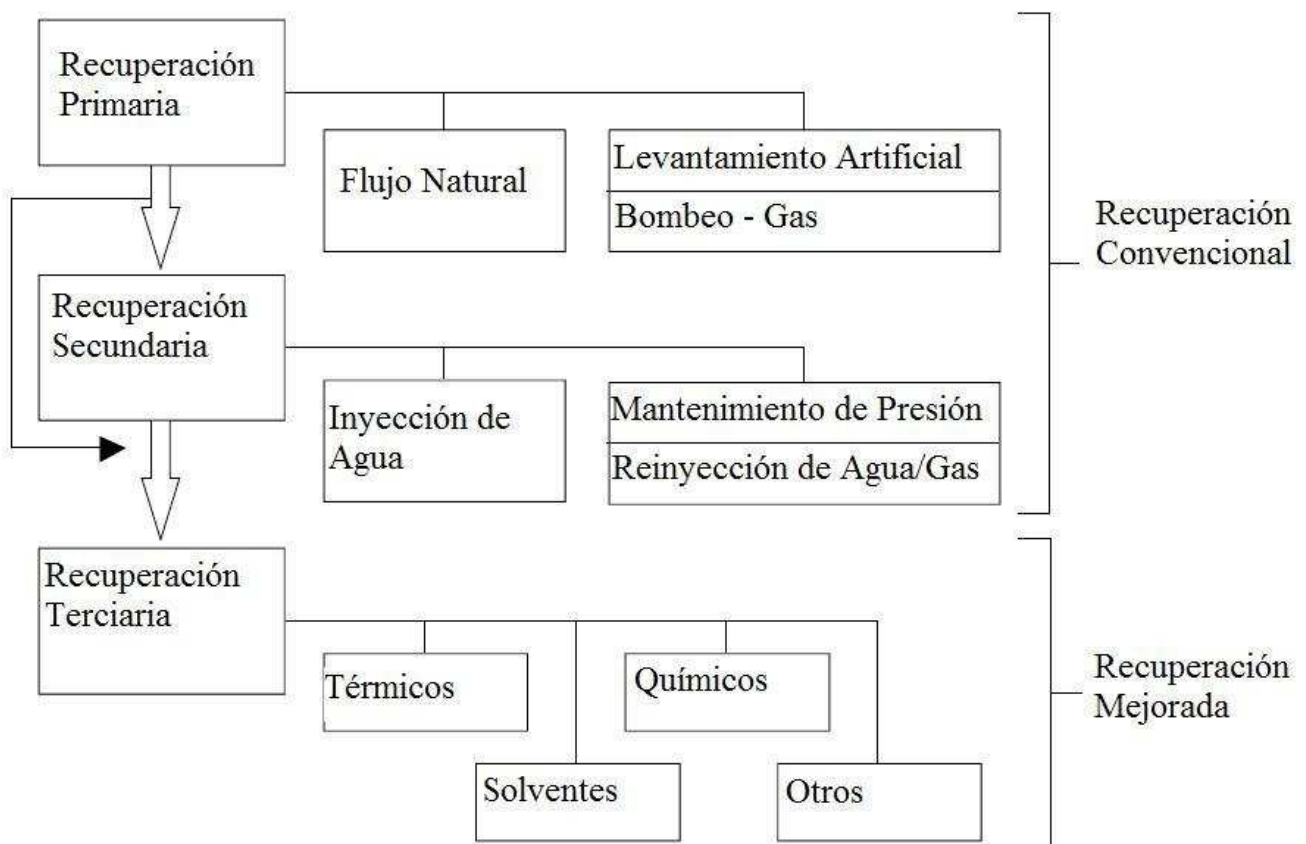 Recuperación
Primaria
Flujo Natural
Levantamiento Artificial
Bombeo - Gas
Recuperación
Convencional
Recuperación
Secundaria
Inyección de
Agua
Mantenimiento de Presión
Reinyección de Agua/Gas
Recuperación
Terciaria
Térmicos
Químicos
Solventes
Otros
Recuperación
Mejorada